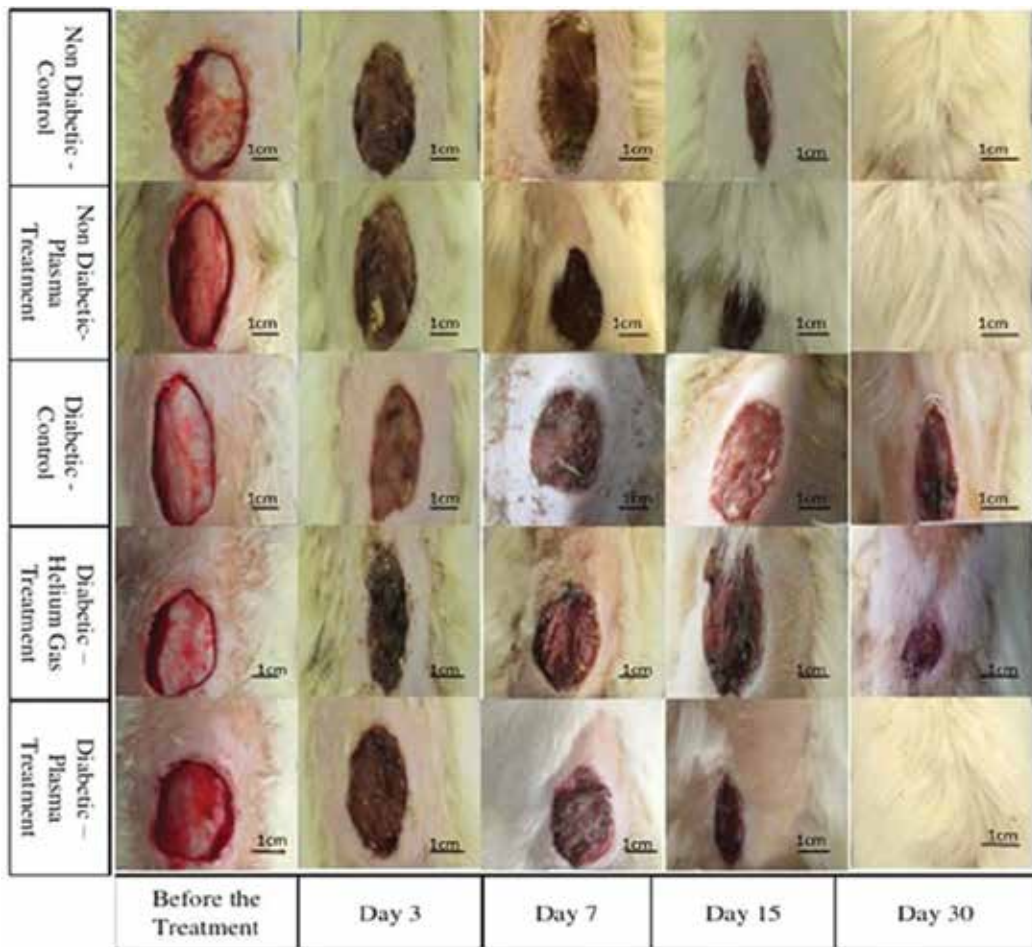 Non Diabetic -
Control
1cm
1cm
1cm
1cm
1cm
Non Diabetic-
Plasma
Treatment
1cm
1cm
1cm
1cm
1cm
Diabetic -
Control
1cm
1cm
1cm
1cm
1cm
Diabetic –
Helium Gas
Treatment
1cm
1cm
1cm
1cm
1cm
Diabetic –
Plasma
Treatment
1cm
1cm
1cm
1cm
1cm
Before the
Treatment
Day 3
Day 7
Day 15
Day 30